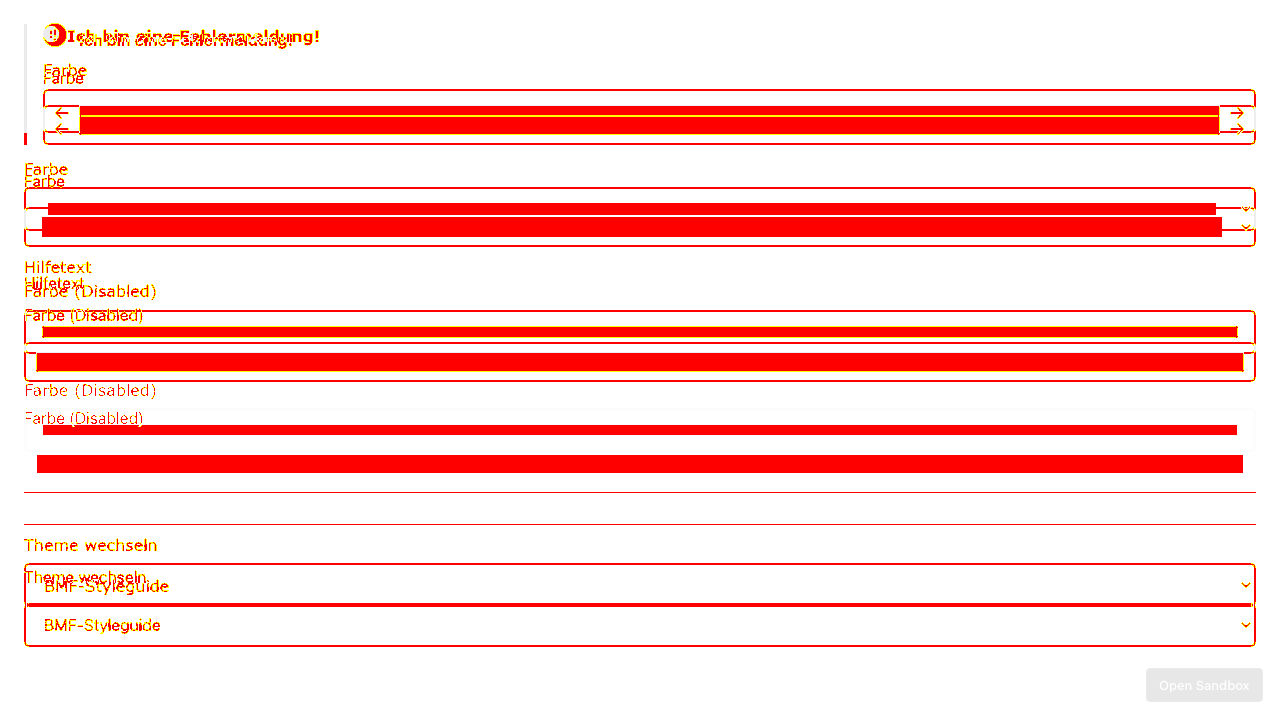 Ich bin eine Fehlermeldung!
Ich bin eine Fehlermeldung!
Farbe
Farbe
Farbe
Farbe
Hilfetext
Hilfetext
Farbe (Disabled)
Farbe (Disabled)
Farbe (Disabled)
Farbe (Disabled)
Theme wechseln
Theme wechseln
BMF-Styleguide
BMF-Styleguide
Open Sandbox